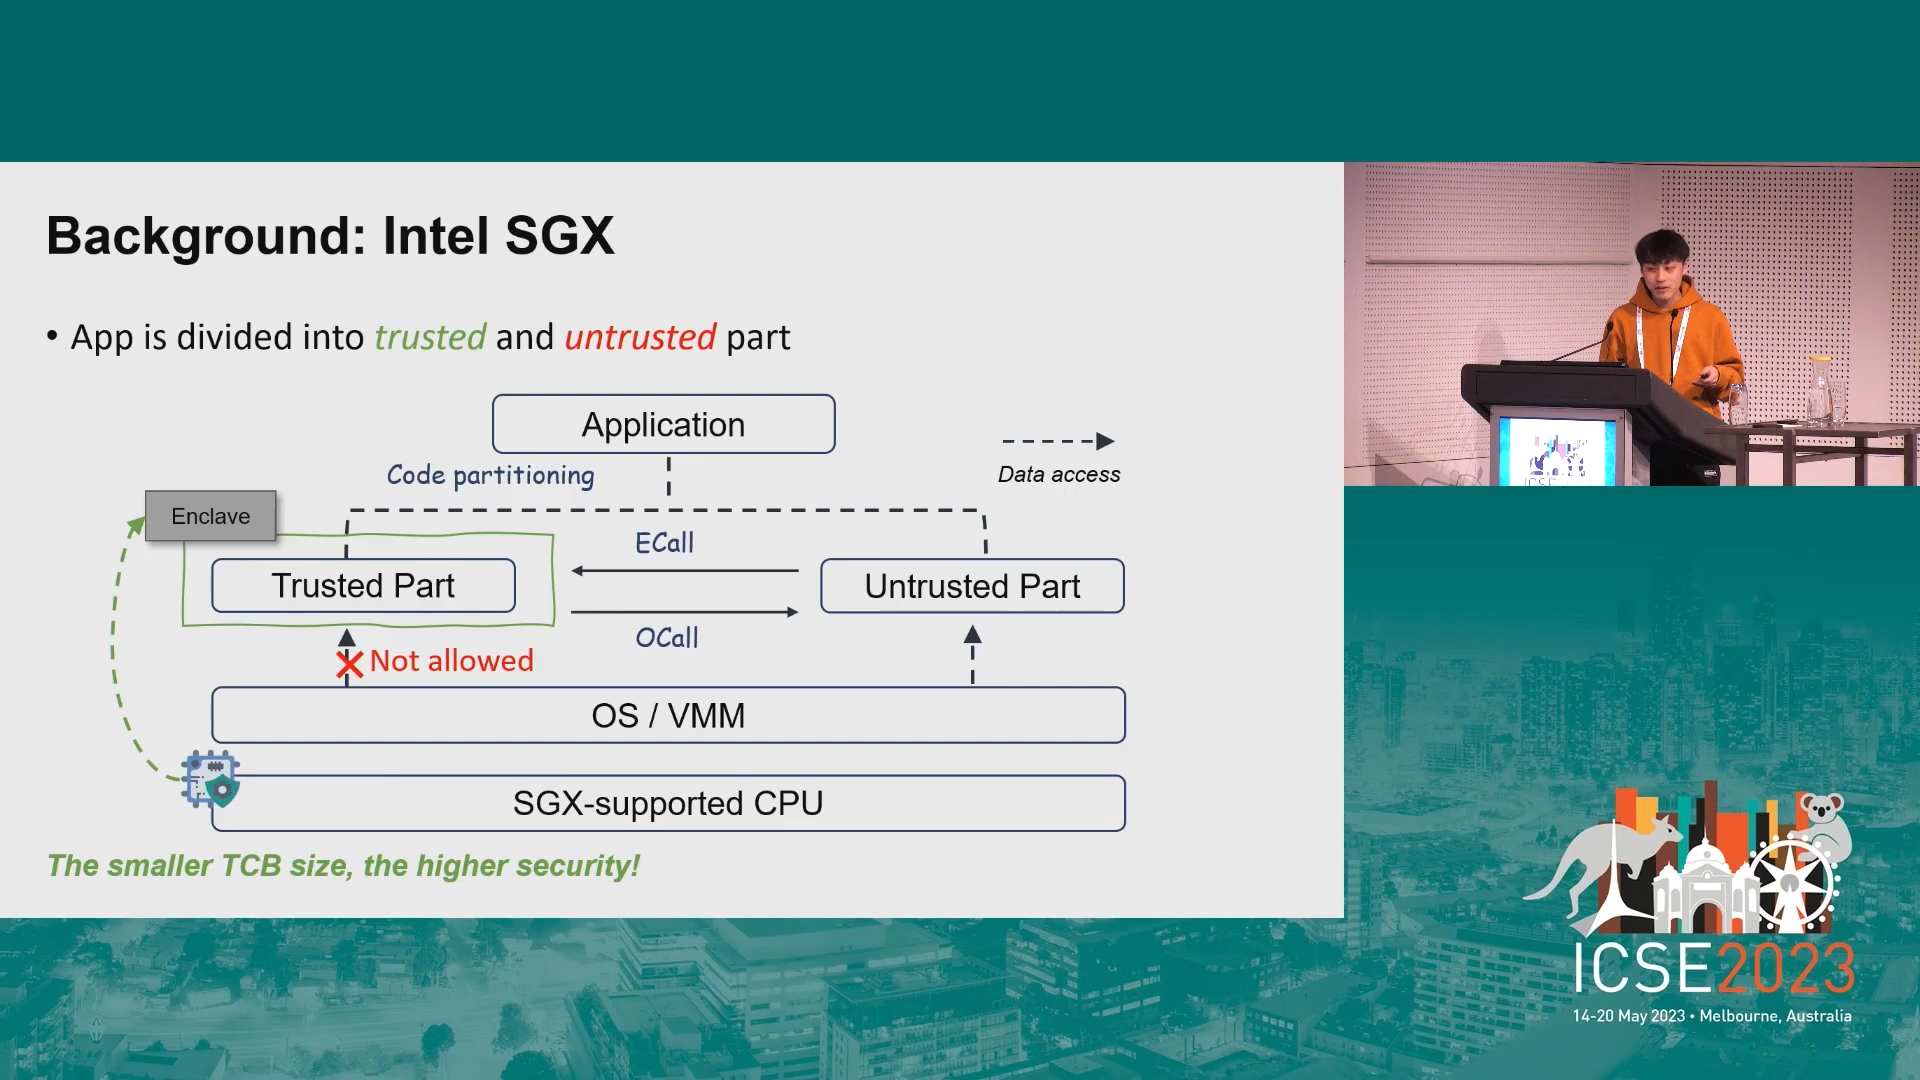 Background: Intel SGX
• App is divided into trusted and untrusted part
Application
Code partitioning
Data access
Enclave
ECall
Trusted Part
Untrusted Part
OCall
Not allowed
OS / VMM
SGX-supported CPU
The smaller TCB size, the higher security!
ICSE
ICSE2023
14-20 May 2023 • Melbourne, Australia